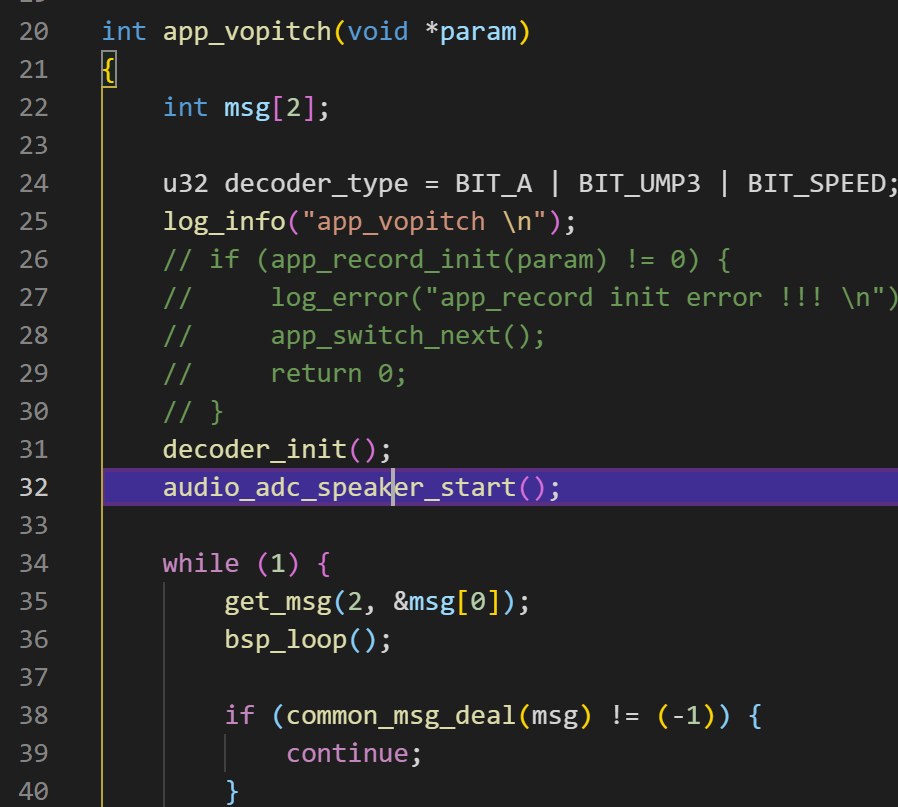 20 int app_vopitch(void *param)
21 {
22 int msg[2];
23
24 u32 decoder_type = BIT_A | BIT_UMP3 | BIT_SPEED;
25 log_info("app_vopitch \n");
26 // if (app_record_init(param) != 0) {
27 //     log_error("app_record init error !!! \n")
28 //     app_switch_next();
29 //     return 0;
30 // }
31 decoder_init();
32 audio_adc_speaker_start();
33
34 while (1) {
35 get_msg(2, &msg[0]);
36 bsp_loop();
37
38 if (common_msg_deal(msg) != (-1)) {
39 continue;
40 }